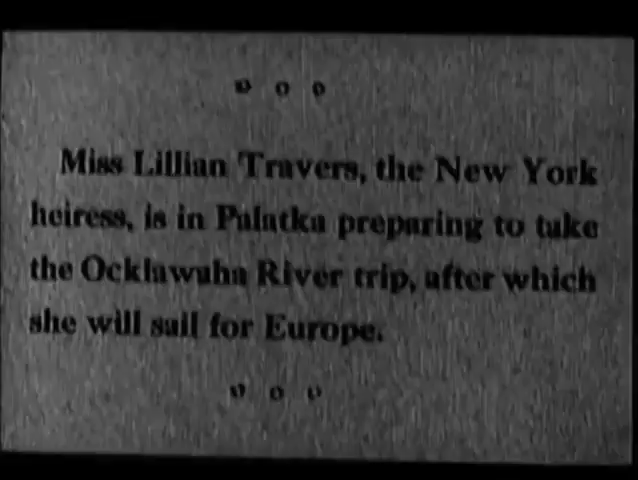 Miss Lillian Travers, the New York
heiress, is in Palatka preparing to take
the Ocklawaha River trip, after which
she will sail for Europe.